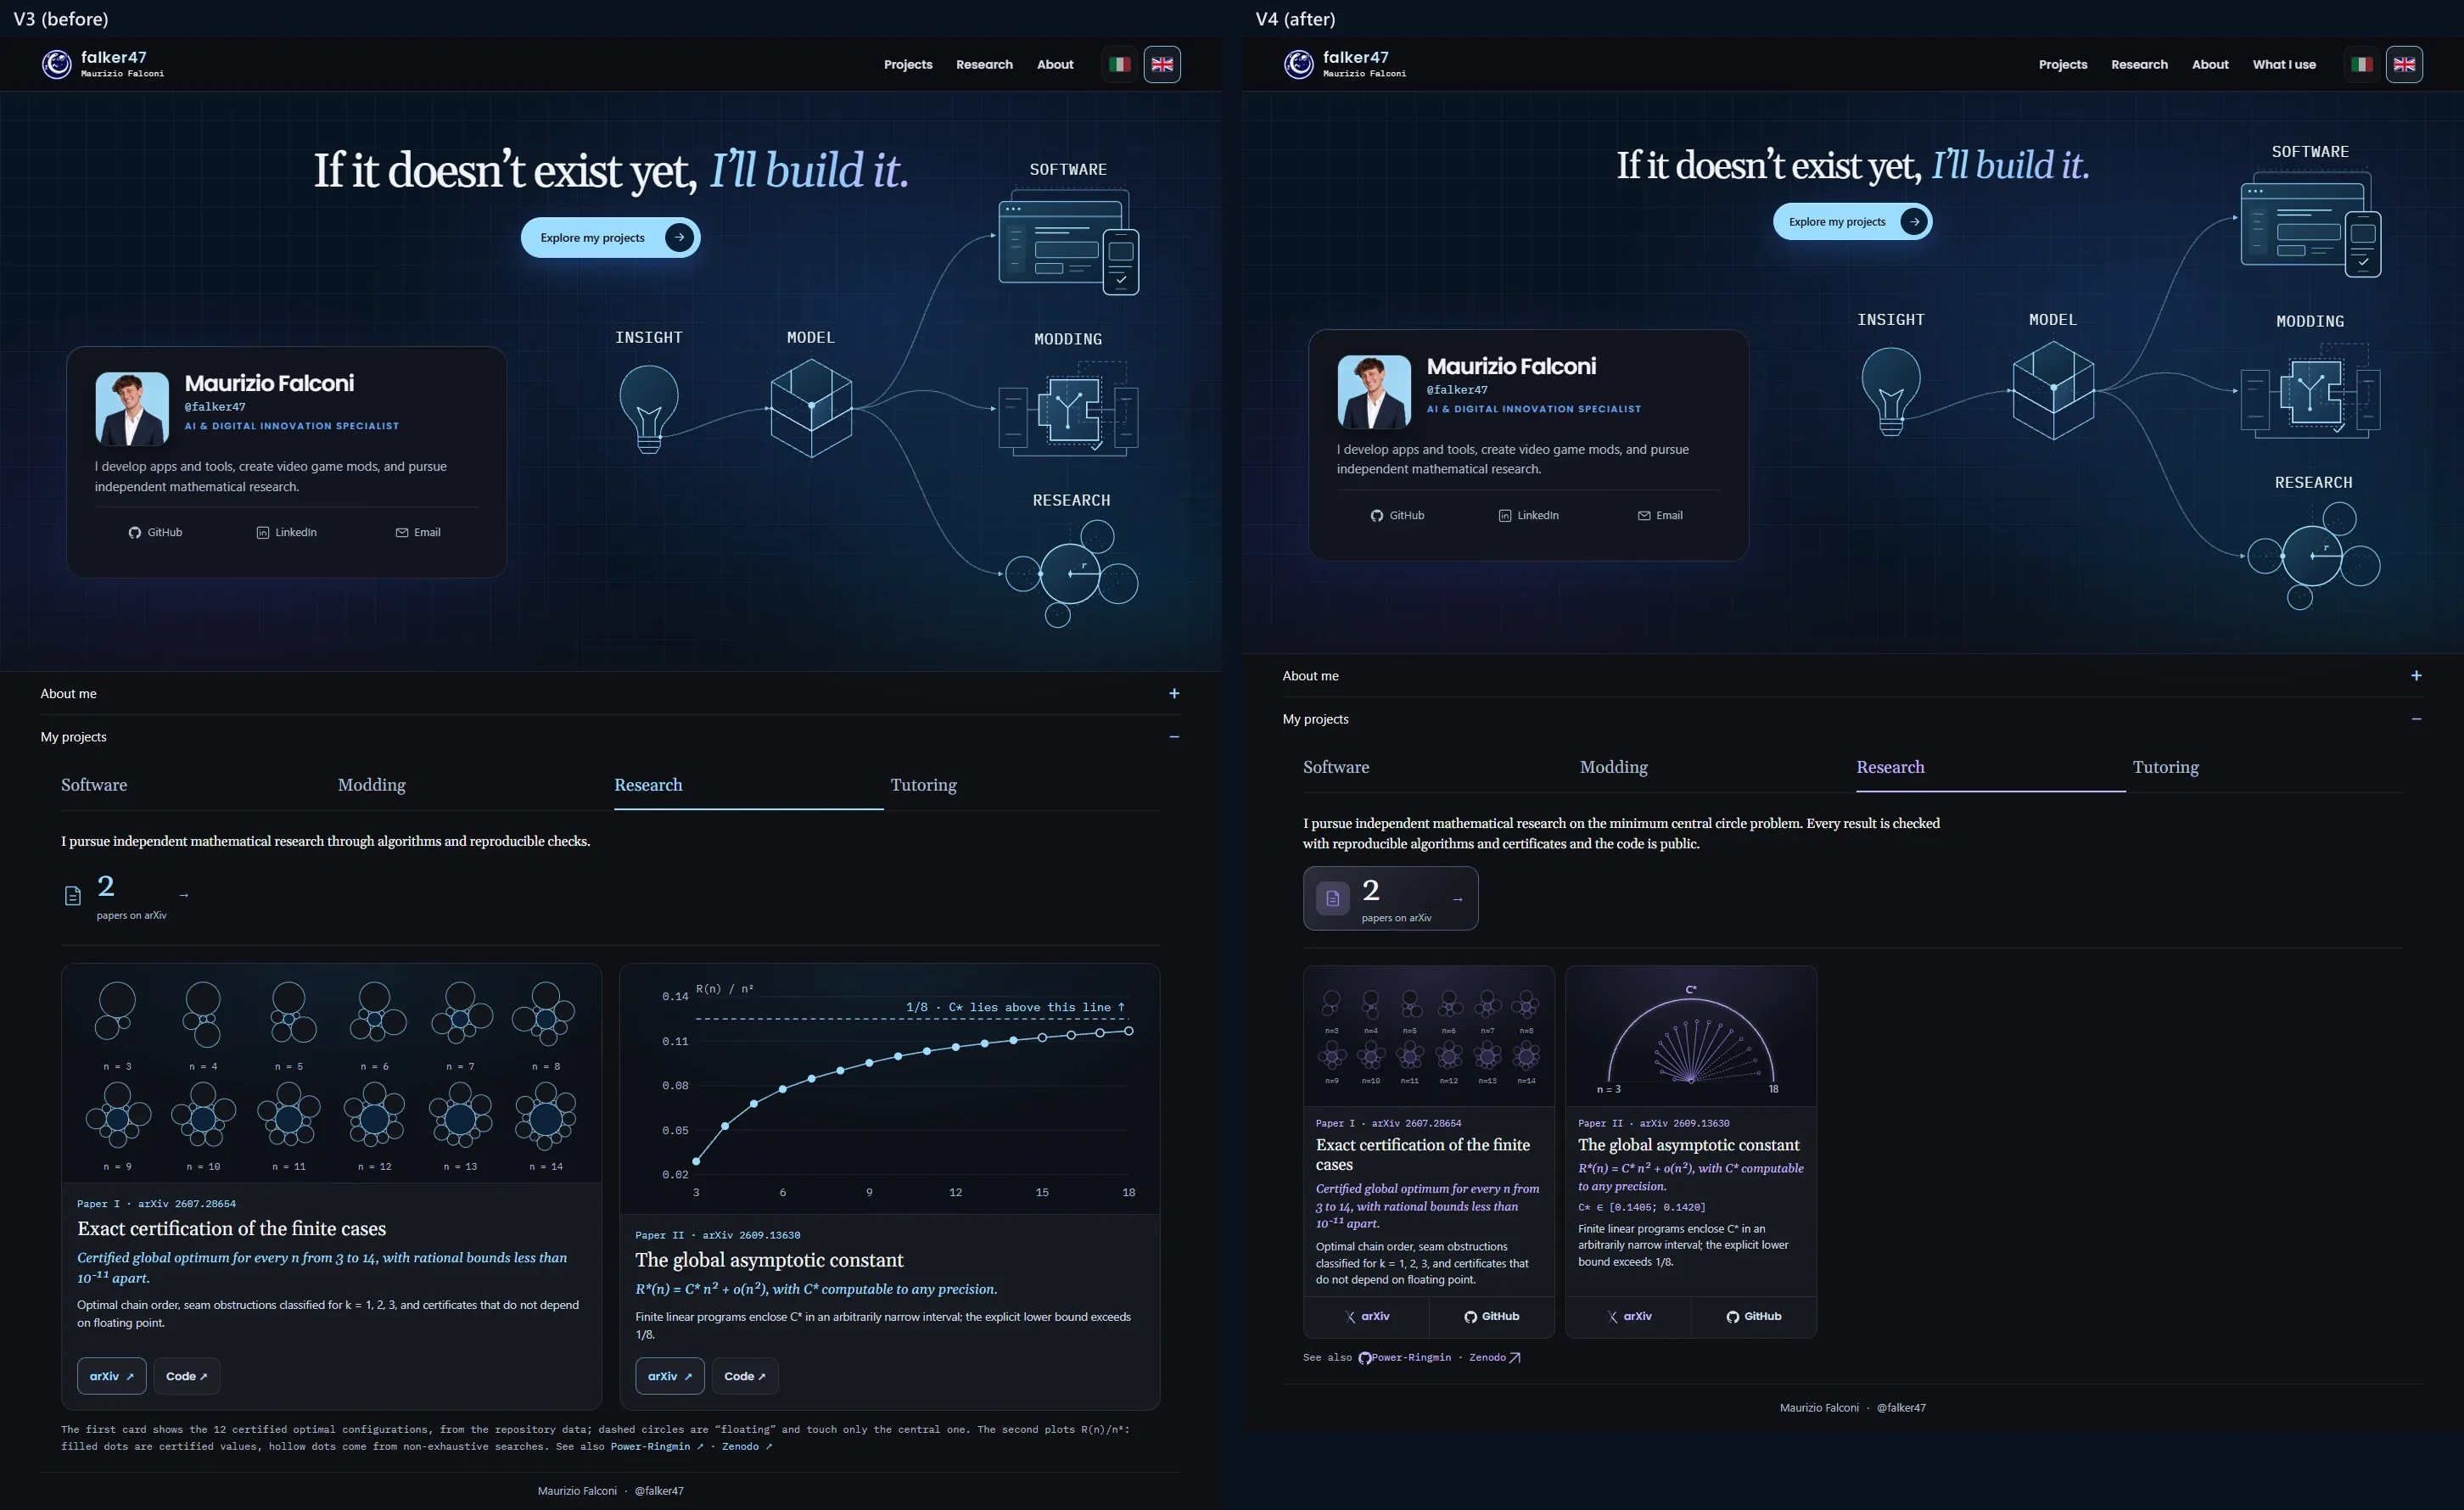 V3 (before)
falker47
Maurizio Falconi
Projects
Research
About
If it doesn’t exist yet, I’ll build it.
Explore my projects →
SOFTWARE
INSIGHT
MODEL
MODDING
RESEARCH
r
Maurizio Falconi
@falker47
AI & DIGITAL INNOVATION SPECIALIST
I develop apps and tools, create video game mods, and pursue
independent mathematical research.
GitHub
LinkedIn
Email
About me +
My projects −
Software
Modding
Research
Tutoring
I pursue independent mathematical research through algorithms and reproducible checks.
2 →
papers on arXiv
n = 3
n = 4
n = 5
n = 6
n = 7
n = 8
n = 9
n = 10
n = 11
n = 12
n = 13
n = 14
Paper I · arXiv 2607.28654
Exact certification of the finite cases
Certified global optimum for every n from 3 to 14, with rational bounds less than
10⁻¹¹ apart.
Optimal chain order, seam obstructions classified for k = 1, 2, 3, and certificates that do not depend
on floating point.
arXiv ↗
Code ↗
R(n) / n²
1/8 · C* lies above this line ↑
0.14
0.11
0.08
0.05
0.02
3
6
9
12
15
18
Paper II · arXiv 2609.13630
The global asymptotic constant
R*(n) = C* n² + o(n²), with C* computable to any precision.
Finite linear programs enclose C* in an arbitrarily narrow interval; the explicit lower bound exceeds
1/8.
arXiv ↗
Code ↗
The first card shows the 12 certified optimal configurations, from the repository data; dashed circles are “floating” and touch only the central one. The second plots R(n)/n²:
filled dots are certified values, hollow dots come from non-exhaustive searches. See also Power-Ringmin ↗ · Zenodo ↗
Maurizio Falconi · @falker47
V4 (after)
falker47
Maurizio Falconi
Projects
Research
About
What I use
If it doesn’t exist yet, I’ll build it.
Explore my projects →
SOFTWARE
INSIGHT
MODEL
MODDING
RESEARCH
r
Maurizio Falconi
@falker47
AI & DIGITAL INNOVATION SPECIALIST
I develop apps and tools, create video game mods, and pursue
independent mathematical research.
GitHub
LinkedIn
Email
About me +
My projects −
Software
Modding
Research
Tutoring
I pursue independent mathematical research on the minimum central circle problem. Every result is checked
with reproducible algorithms and certificates and the code is public.
2 →
papers on arXiv
n=3
n=4
n=5
n=6
n=7
n=8
n=9
n=10
n=11
n=12
n=13
n=14
Paper I · arXiv 2607.28654
Exact certification of the finite
cases
Certified global optimum for every n from
3 to 14, with rational bounds less than
10⁻¹¹ apart.
Optimal chain order, seam obstructions
classified for k = 1, 2, 3, and certificates that
do not depend on floating point.
arXiv
GitHub
C*
n = 3
18
Paper II · arXiv 2609.13630
The global asymptotic constant
R*(n) = C* n² + o(n²), with C* computable
to any precision.
C* ∈ [0.1405; 0.1420]
Finite linear programs enclose C* in an
arbitrarily narrow interval; the explicit lower
bound exceeds 1/8.
arXiv
GitHub
See also Power-Ringmin · Zenodo
Maurizio Falconi · @falker47